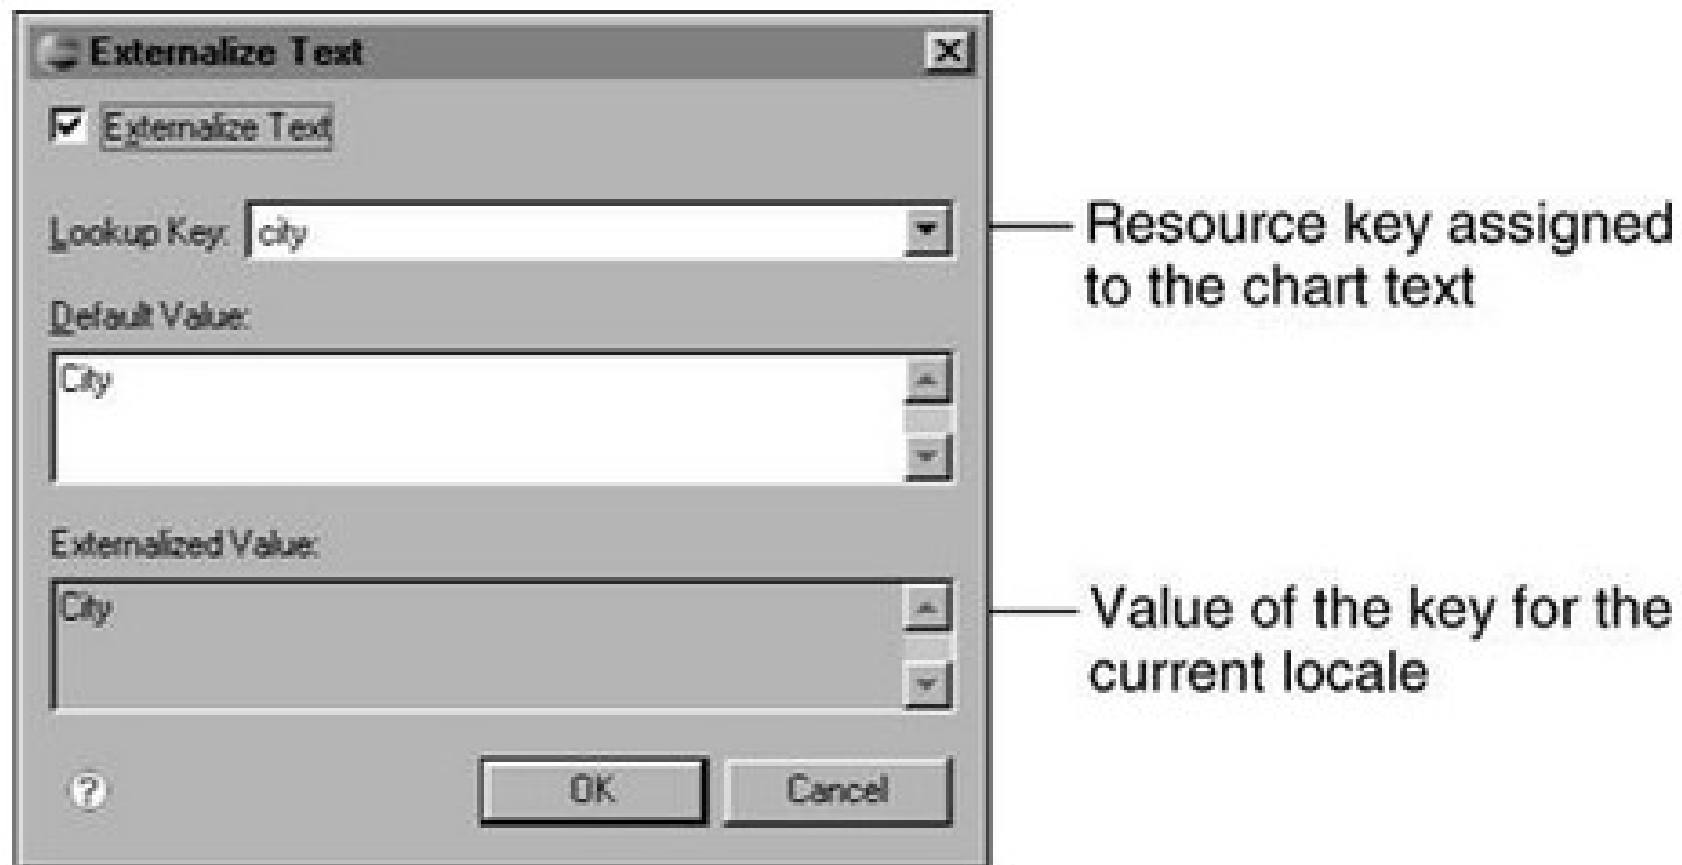 Externalize Text
Externalize Text
Lookup Key: city
Resource key assigned
to the chart text
Default Value:
City
Externalized Value:
City
Value of the key for the
current locale
?
OK Cancel